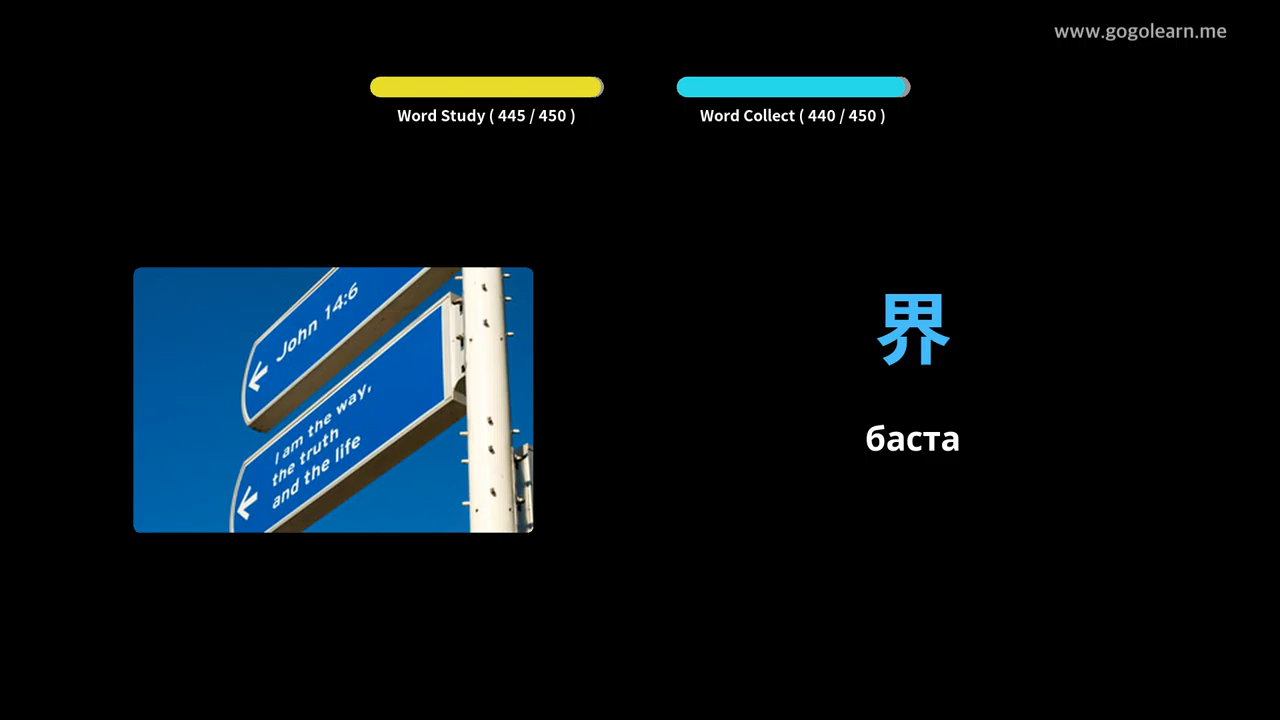 www.gogolearn.me
Word Study ( 445 / 450 )
Word Collect ( 440 / 450 )
John 14:6
I am the way,
the truth
and the life
界
баста